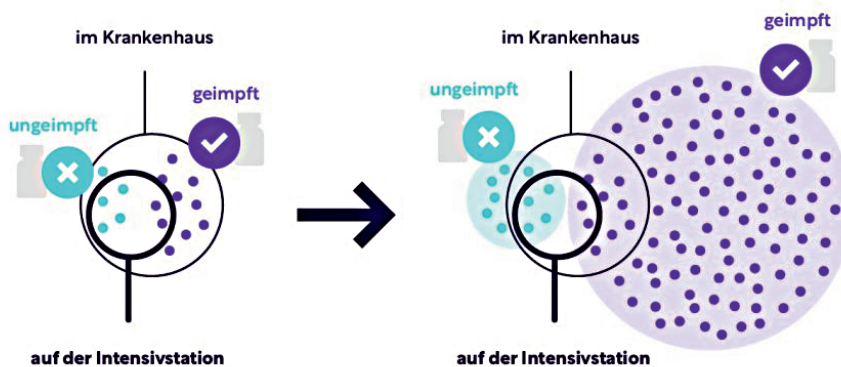 im Krankenhaus
geimpft
ungeimpft
auf der Intensivstation
im Krankenhaus
geimpft
ungeimpft
auf der Intensivstation